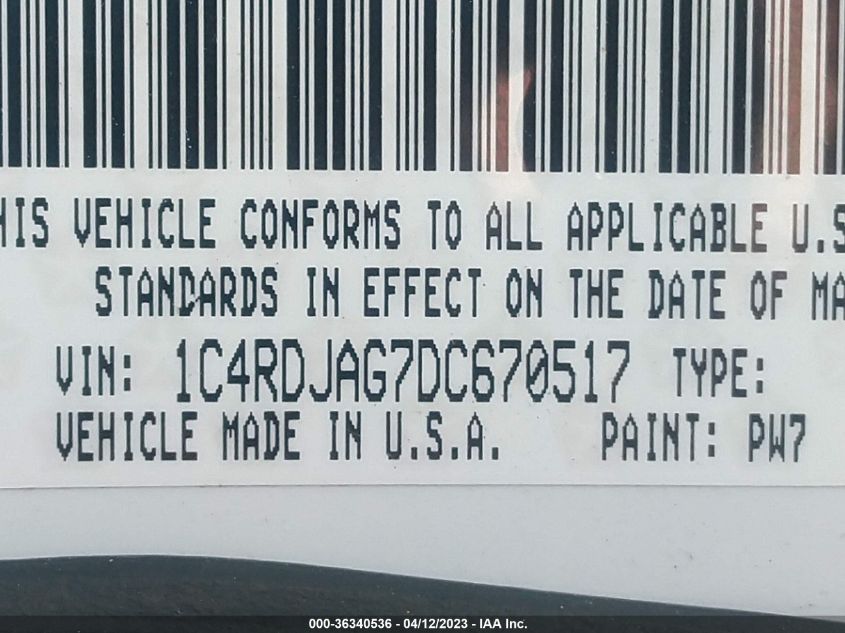 HIS VEHICLE CONFORMS TO ALL APPLICABLE U.S
STANDARDS IN EFFECT ON THE DATE OF MA
VIN: 1C4RDJAG7DC670517 TYPE:
VEHICLE MADE IN U.S.A. PAINT: PW7
000-36340536 - 04/12/2023 - IAA Inc.